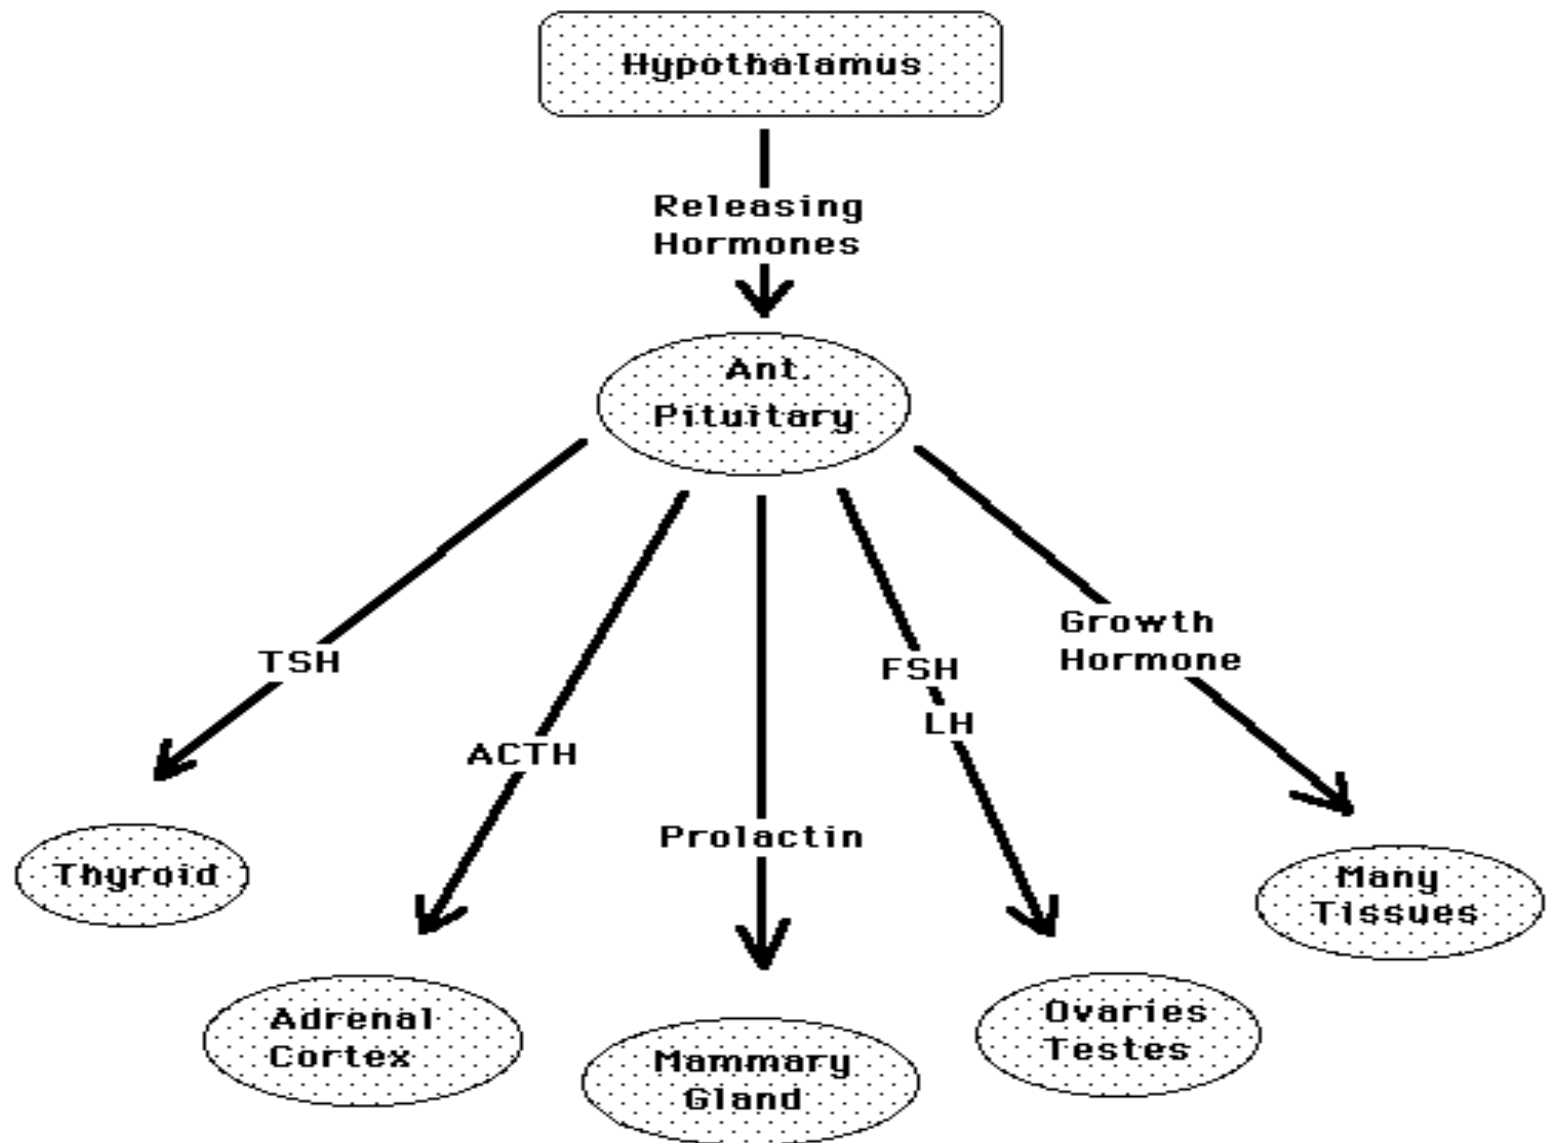 Hypothalamus
Releasing
Hormones
Ant.
Pituitary
TSH
ACTH
Prolactin
FSH
LH
Growth
Hormone
Thyroid
Adrenal
Cortex
Mammary
Gland
Ovaries
Testes
Many
Tissues